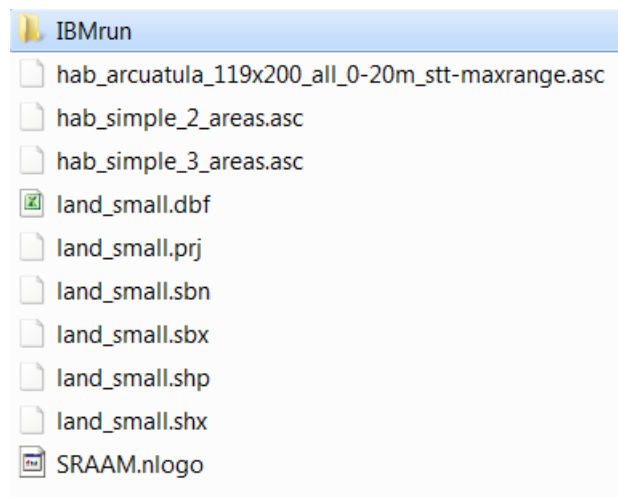 IBMrun
hab_arcuatula_119x200_all_0-20m_stt-maxrange.asc
hab_simple_2_areas.asc
hab_simple_3_areas.asc
land_small.dbf
land_small.prj
land_small.sbn
land_small.sbx
land_small.shp
land_small.shx
SRAAM.nlogo